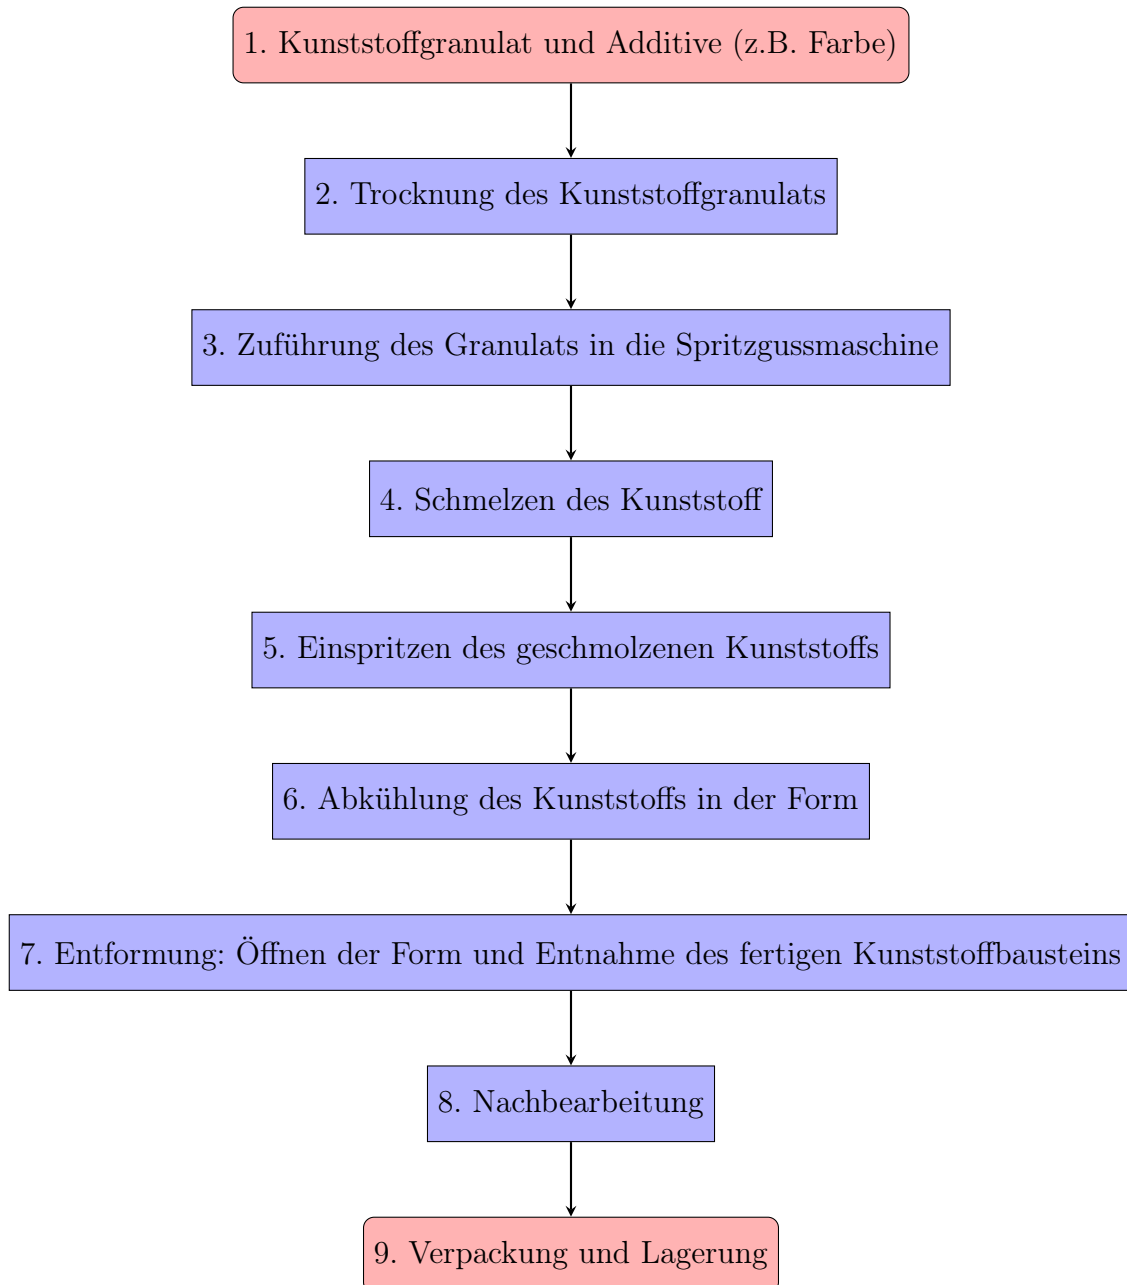 1. Kunststoffgranulat und Additive (z.B. Farbe)
2. Trocknung des Kunststoffgranulats
3. Zuführung des Granulats in die Spritzgussmaschine
4. Schmelzen des Kunststoff
5. Einspritzen des geschmolzenen Kunststoffs
6. Abkühlung des Kunststoffs in der Form
7. Entformung: Öffnen der Form und Entnahme des fertigen Kunststoffbausteins
8. Nachbearbeitung
9. Verpackung und Lagerung